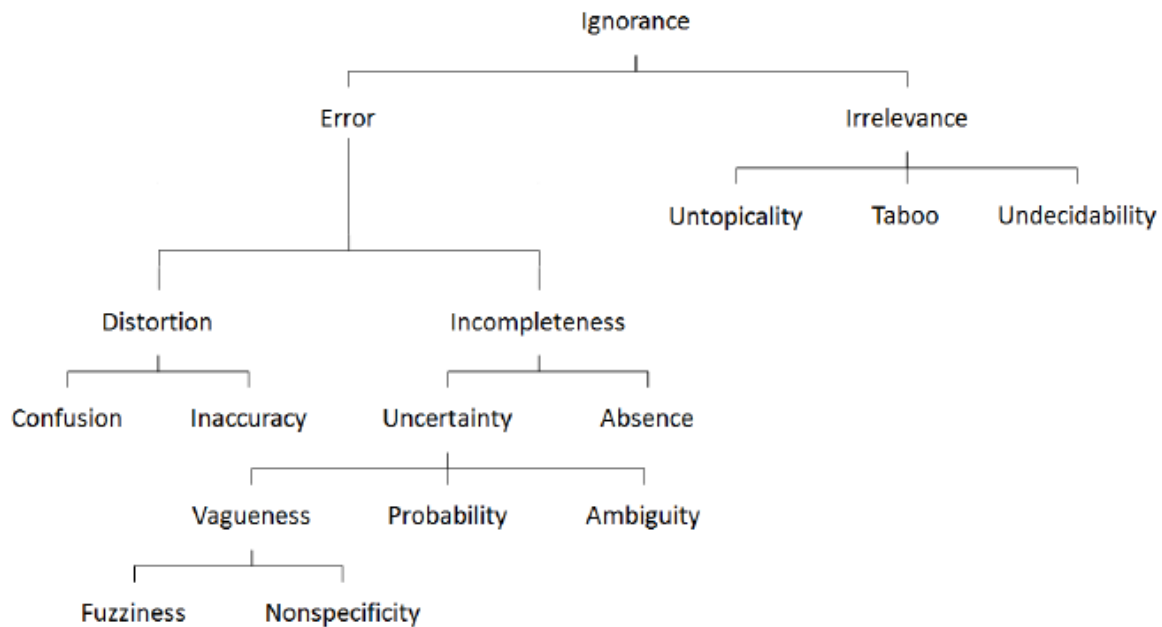 Ignorance
Error Irrelevance
Untopicality Taboo Undecidability
Distortion Incompleteness
Confusion Inaccuracy Uncertainty Absence
Vagueness Probability Ambiguity
Fuzziness Nonspecificity